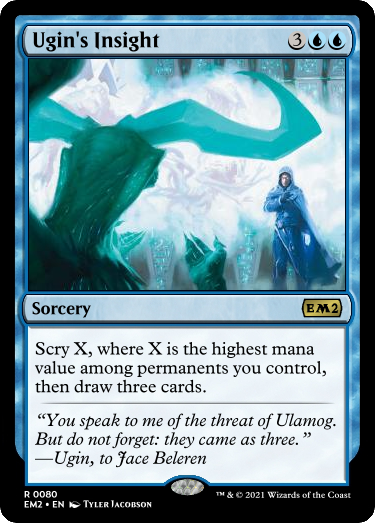 Ugin's Insight 3
Sorcery EM2
Scry X, where X is the highest mana
value among permanents you control,
then draw three cards.
“You speak to me of the threat of Ulamog.
But do not forget: they came as three.”
—Ugin, to Jace Beleren
R 0080
EM2 • EN Tyler Jacobson ™ & © 2021 Wizards of the Coast